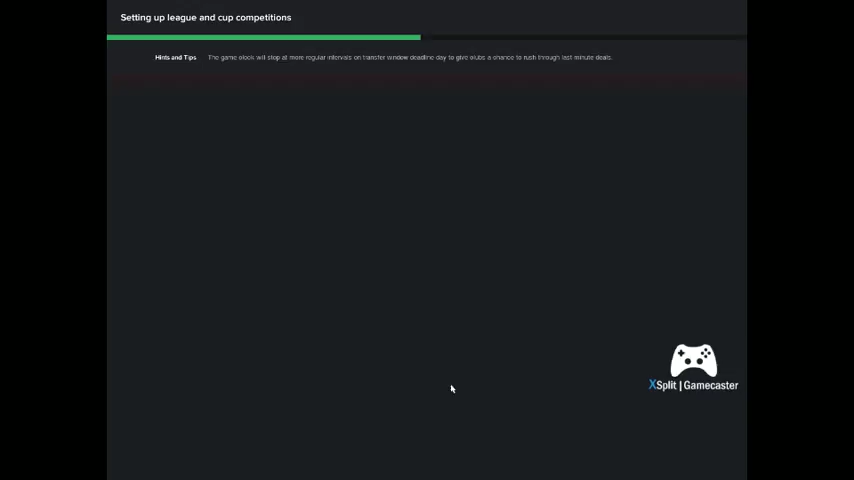 Setting up league and cup competitions
Hints and Tips The game clock will stop at more regular intervals on transfer window deadline day to give clubs a chance to rush through last minute deals.
XSplit | Gamecaster